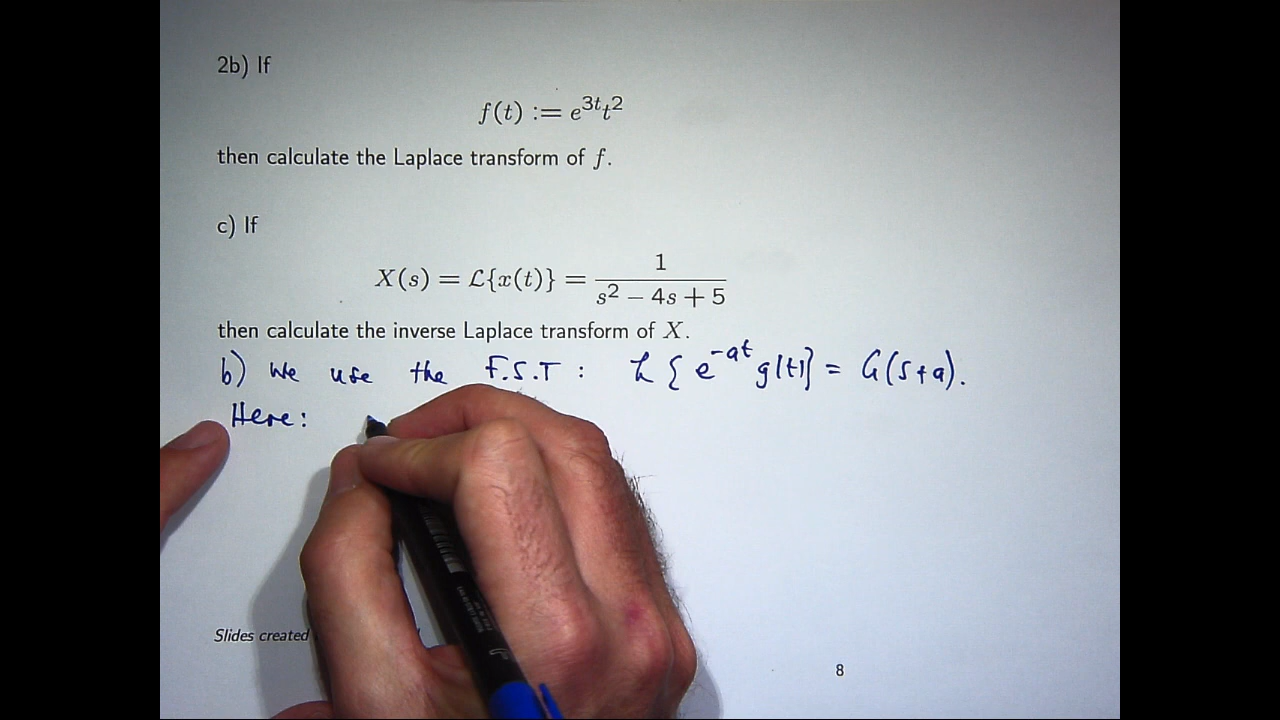 2b) If
f(t) := e^{3t}t^2
then calculate the Laplace transform of f.
c) If
X(s) = ℒ{x(t)} = \frac{1}{s^2 − 4s + 5}
then calculate the inverse Laplace transform of X.
b) We use the F.S.T : ℒ{e^{-at} g(t)} = G(s+a).
Here:
Slides created
8